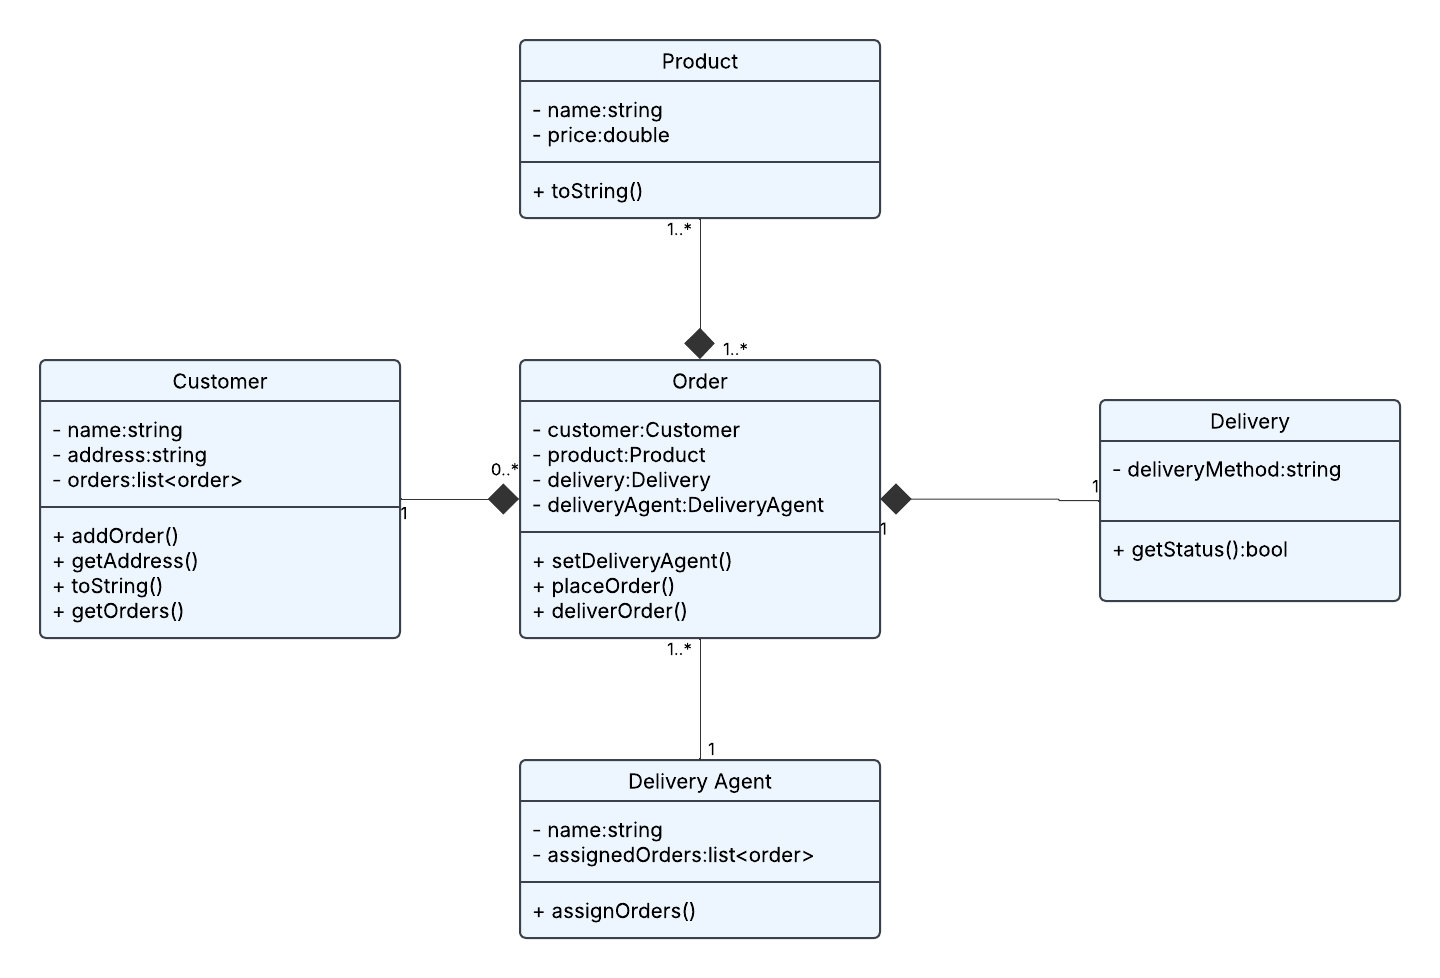 Product
- name:string
- price:double
+ toString()
1..*
1..*
Customer
- name:string
- address:string
- orders:list<order>
+ addOrder()
+ getAddress()
+ toString()
+ getOrders()
1
0..*
Order
- customer:Customer
- product:Product
- delivery:Delivery
- deliveryAgent:DeliveryAgent
+ setDeliveryAgent()
+ placeOrder()
+ deliverOrder()
1
1
Delivery
- deliveryMethod:string
+ getStatus():bool
1..*
1
Delivery Agent
- name:string
- assignedOrders:list<order>
+ assignOrders()